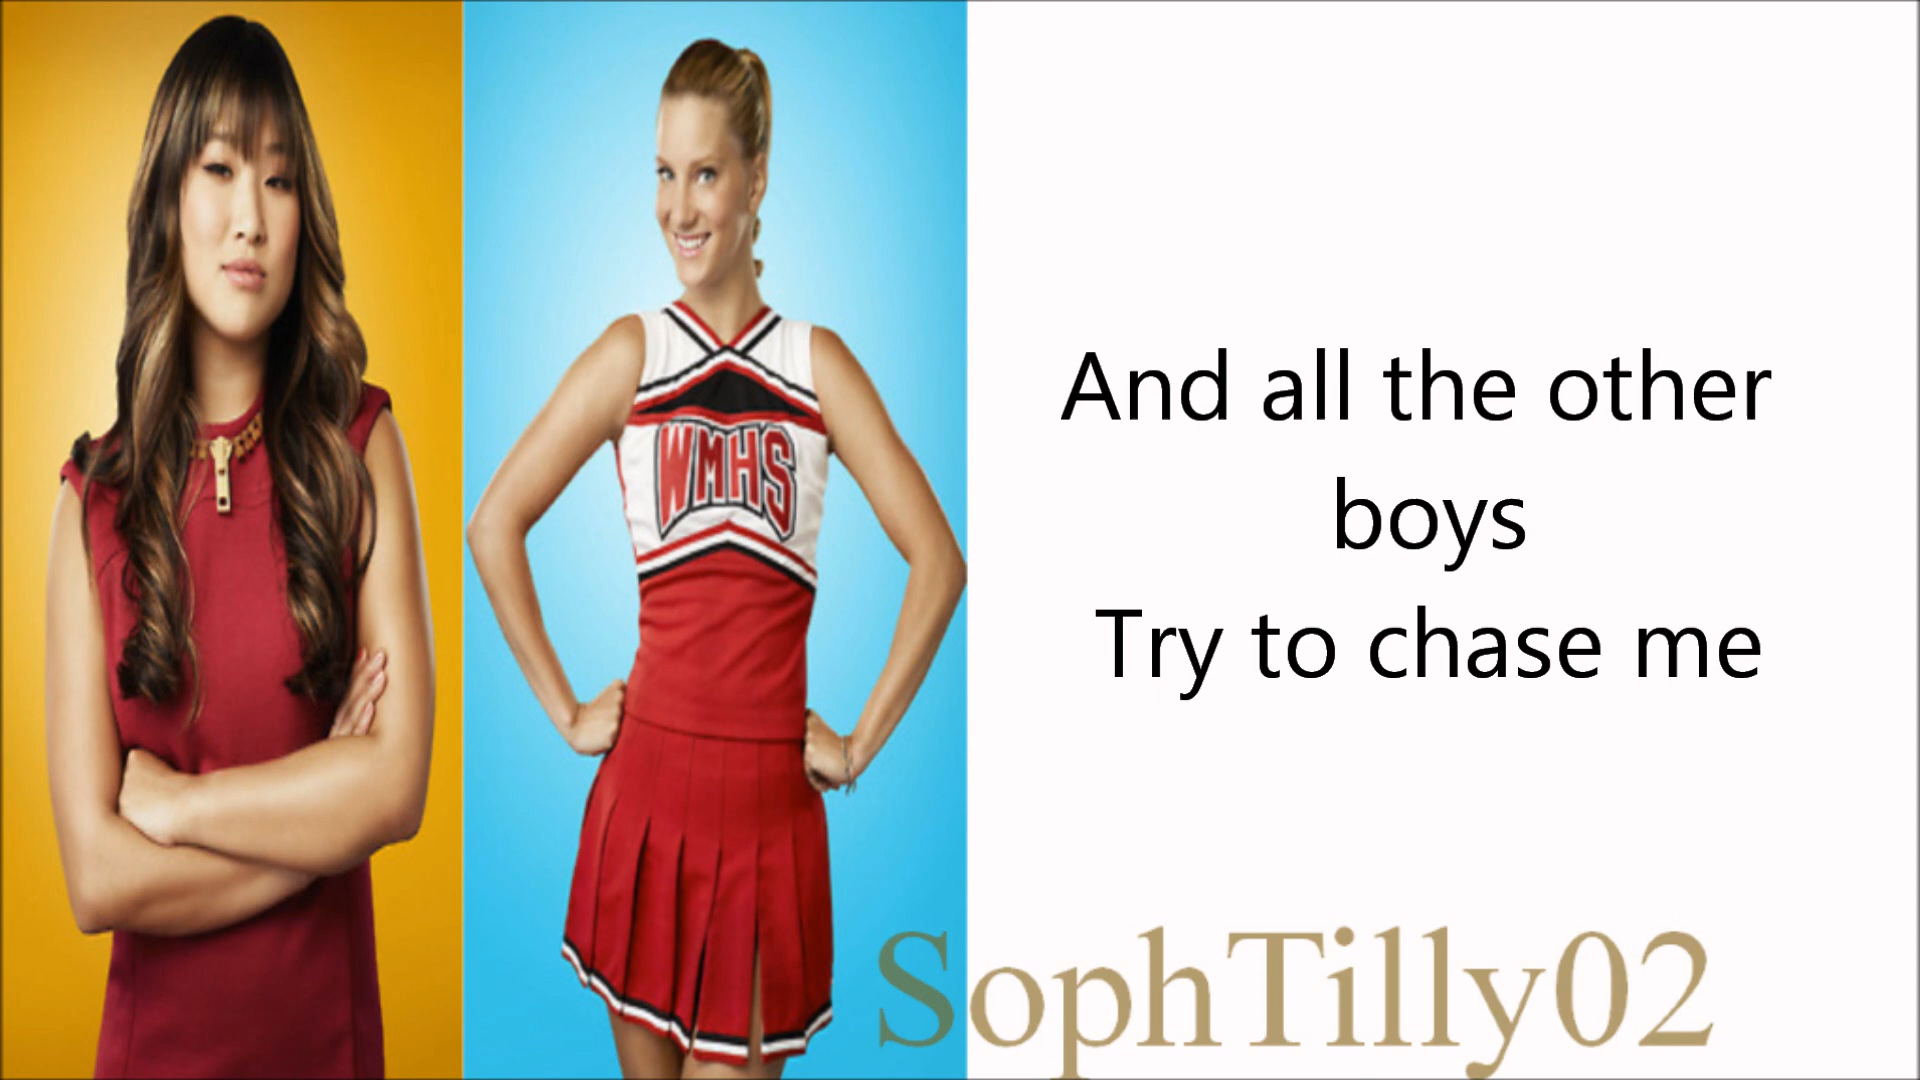 WMHS
And all the other
boys
Try to chase me
SophTilly02